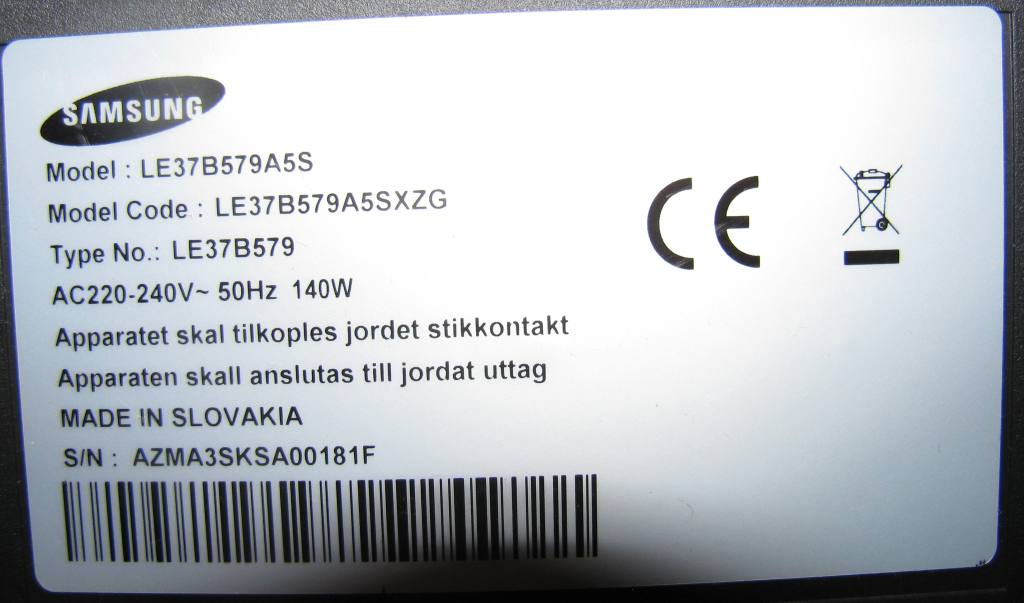 SAMSUNG
Model : LE37B579A5S
Model Code : LE37B579A5SXZG
Type No.: LE37B579
AC220-240V~ 50Hz 140W
Apparatet skal tilkoples jordet stikkontakt
Apparaten skall anslutas till jordat uttag
MADE IN SLOVAKIA
S/N : AZMA3SKSA00181F
CE